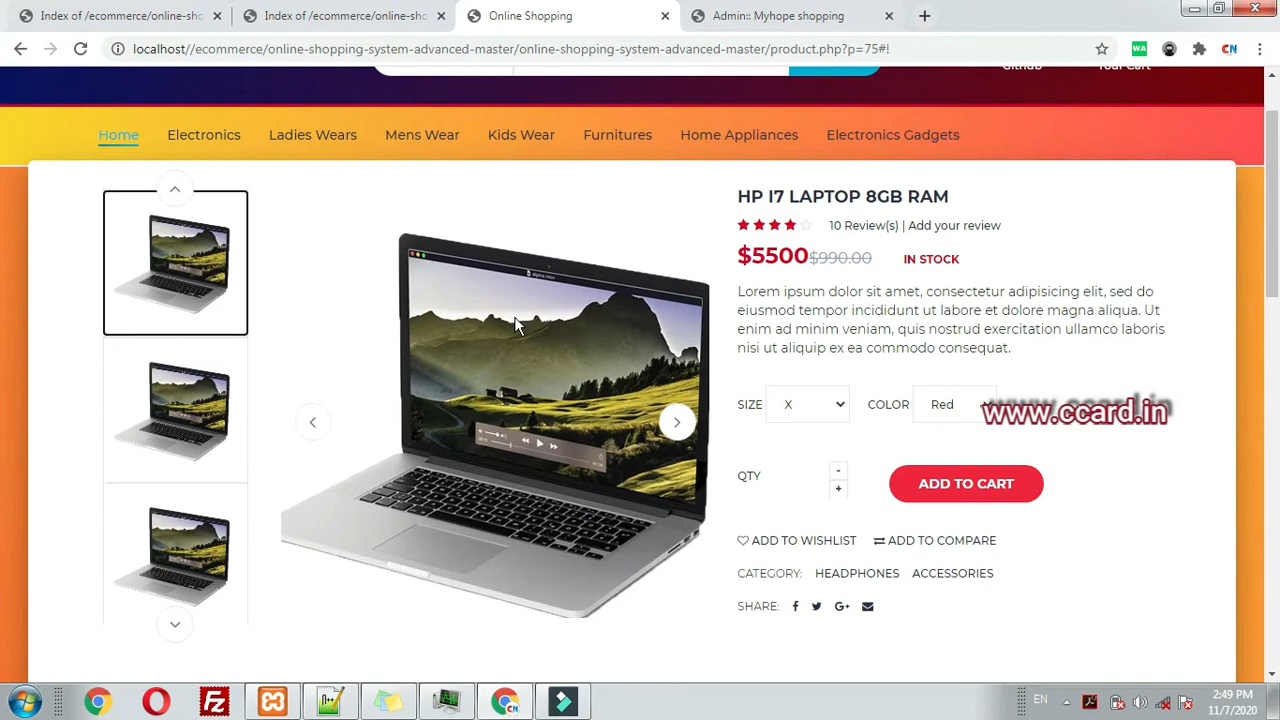 Index of /ecommerce/online-sho
Index of /ecommerce/online-sho
Online Shopping
Admin:: Myhope shopping
localhost//ecommerce/online-shopping-system-advanced-master/online-shopping-system-advanced-master/product.php?p=75#!
WA
CN
Github
Your Cart
Home
Electronics
Ladies Wears
Mens Wear
Kids Wear
Furnitures
Home Appliances
Electronics Gadgets
HP I7 LAPTOP 8GB RAM
10 Review(s) | Add your review
$5500 $990.00 IN STOCK
Lorem ipsum dolor sit amet, consectetur adipisicing elit, sed do
eiusmod tempor incididunt ut labore et dolore magna aliqua. Ut
enim ad minim veniam, quis nostrud exercitation ullamco laboris
nisi ut aliquip ex ea commodo consequat.
SIZE X COLOR Red
www.ccard.in
QTY - +
ADD TO CART
ADD TO WISHLIST ADD TO COMPARE
CATEGORY: HEADPHONES ACCESSORIES
SHARE: f G+
EN
2:49 PM
11/7/2020